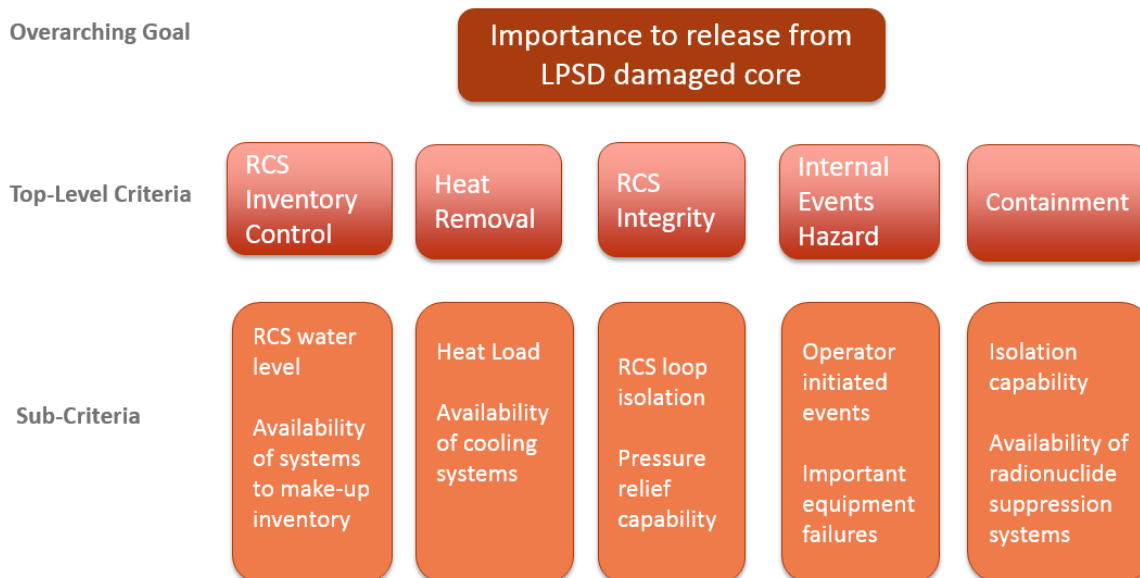 Overarching Goal
Importance to release from
LPSD damaged core
Top-Level Criteria
RCS
Inventory
Control
Heat
Removal
RCS
Integrity
Internal
Events
Hazard
Containment
Sub-Criteria
RCS water
level
Availability
of systems
to make-up
inventory
Heat Load
Availability
of cooling
systems
RCS loop
isolation
Pressure
relief
capability
Operator
initiated
events
Important
equipment
failures
Isolation
capability
Availability of
radionuclide
suppression
systems